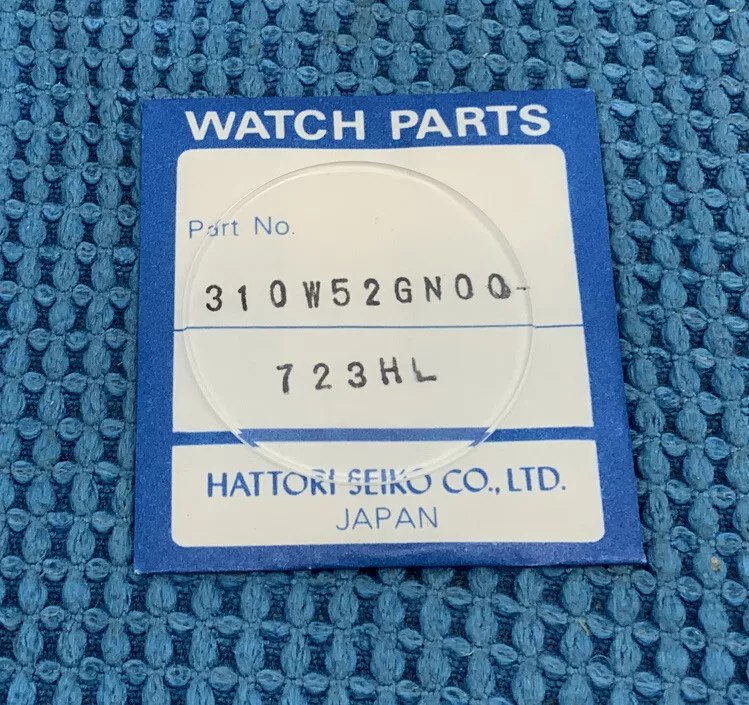 WATCH PARTS
Part No.
310W52GN00-
723HL
HATTORI SEIKO CO., LTD.
JAPAN